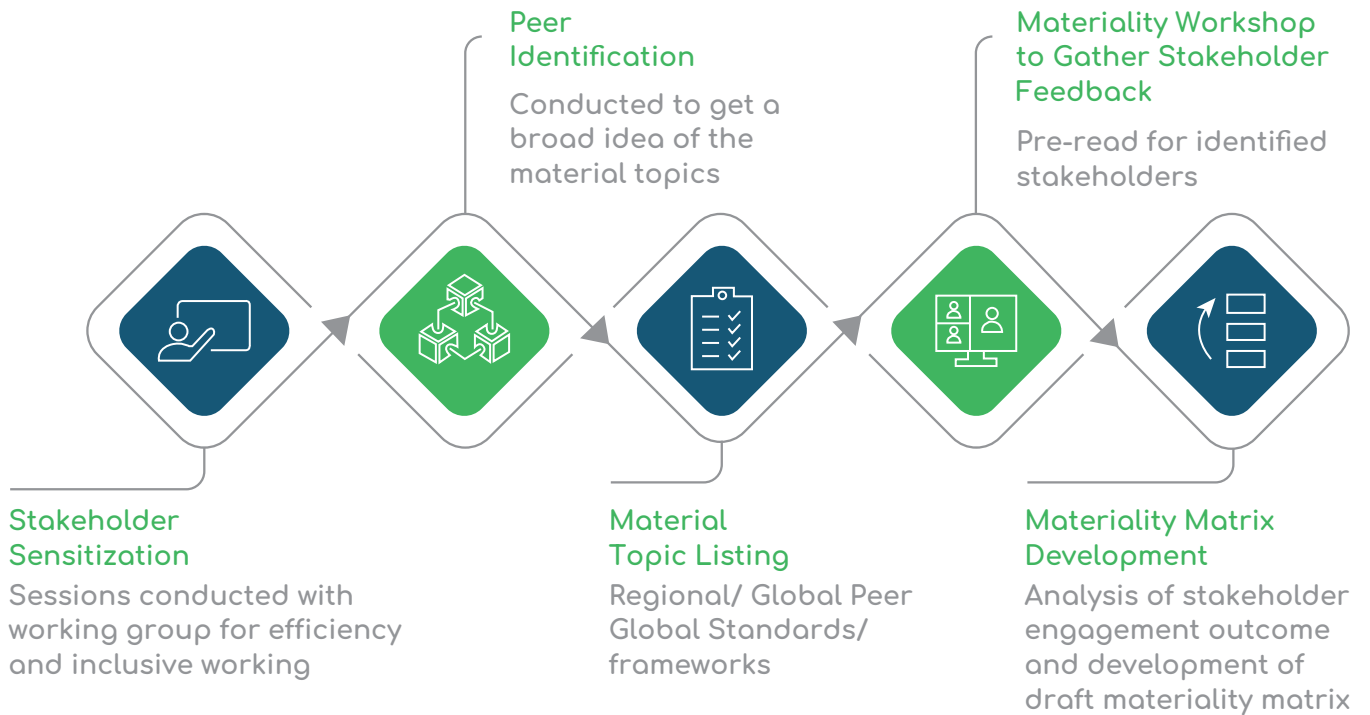 Stakeholder
Sensitization
Sessions conducted with
working group for efficiency
and inclusive working
Peer
Identification
Conducted to get a
broad idea of the
material topics
Material
Topic Listing
Regional/ Global Peer
Global Standards/
frameworks
Materiality Workshop
to Gather Stakeholder
Feedback
Pre-read for identified
stakeholders
Materiality Matrix
Development
Analysis of stakeholder
engagement outcome
and development of
draft materiality matrix